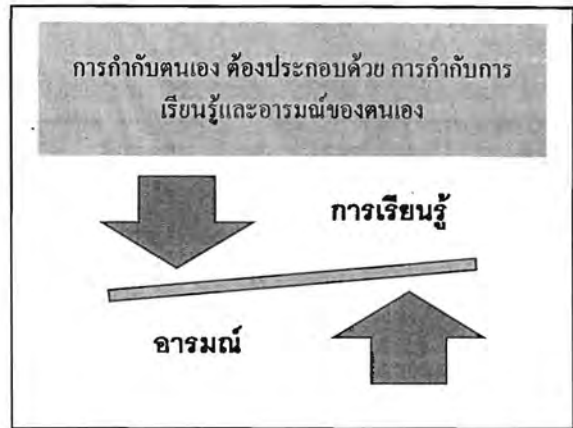 การกำกับตนเอง ต้องประกอบด้วย การกำกับการ
เรียนรู้และอารมณ์ของตนเอง
การเรียนรู้
อารมณ์